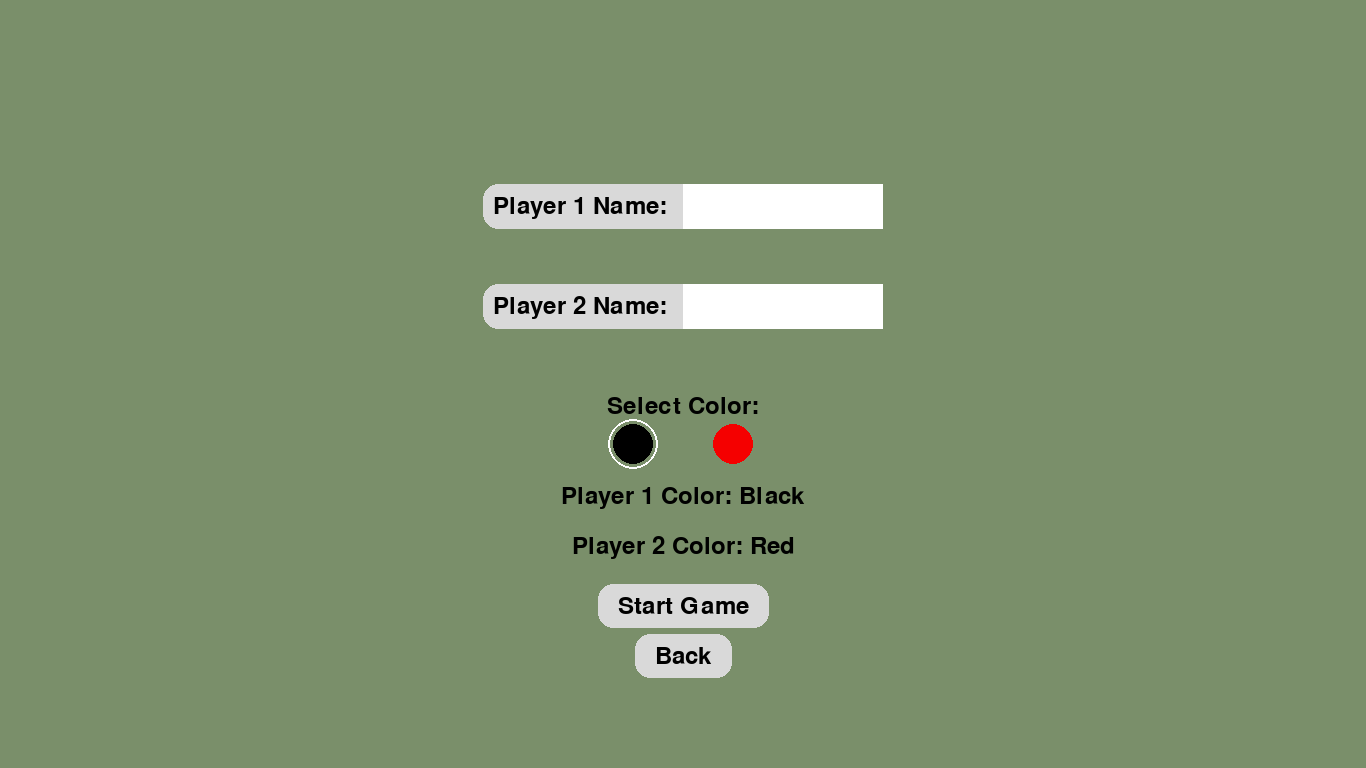 Player 1 Name:
Player 2 Name:
Select Color:
Player 1 Color: Black
Player 2 Color: Red
Start Game
Back